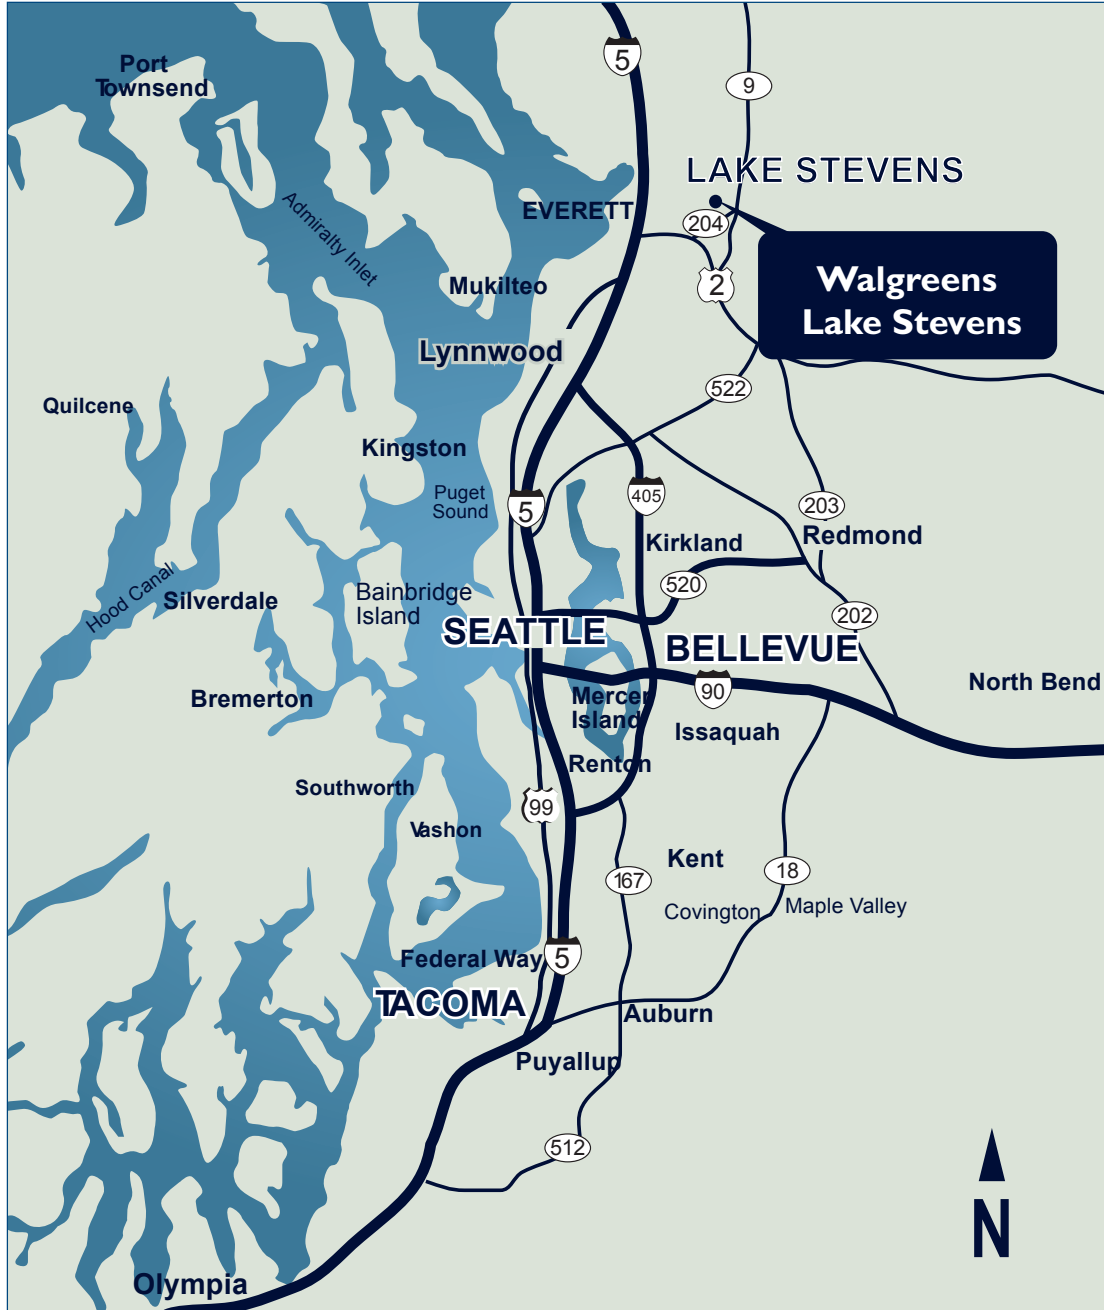 Port
Townsend
5
9
LAKE STEVENS
EVERETT
204
Admiralty Inlet
2
Walgreens
Lake Stevens
Mukilteo
Lynnwood
522
Quilcene
Kingston
Puget
Sound
5
405
203
Kirkland
Redmond
520
Hood Canal
Silverdale
Bainbridge
Island
202
SEATTLE
BELLEVUE
North Bend
90
Bremerton
Mercer
Island
Issaquah
Renton
Southworth
99
Vashon
Kent
167
18
Covington
Maple Valley
Federal Way
5
TACOMA
Auburn
Puyallup
512
N
Olympia